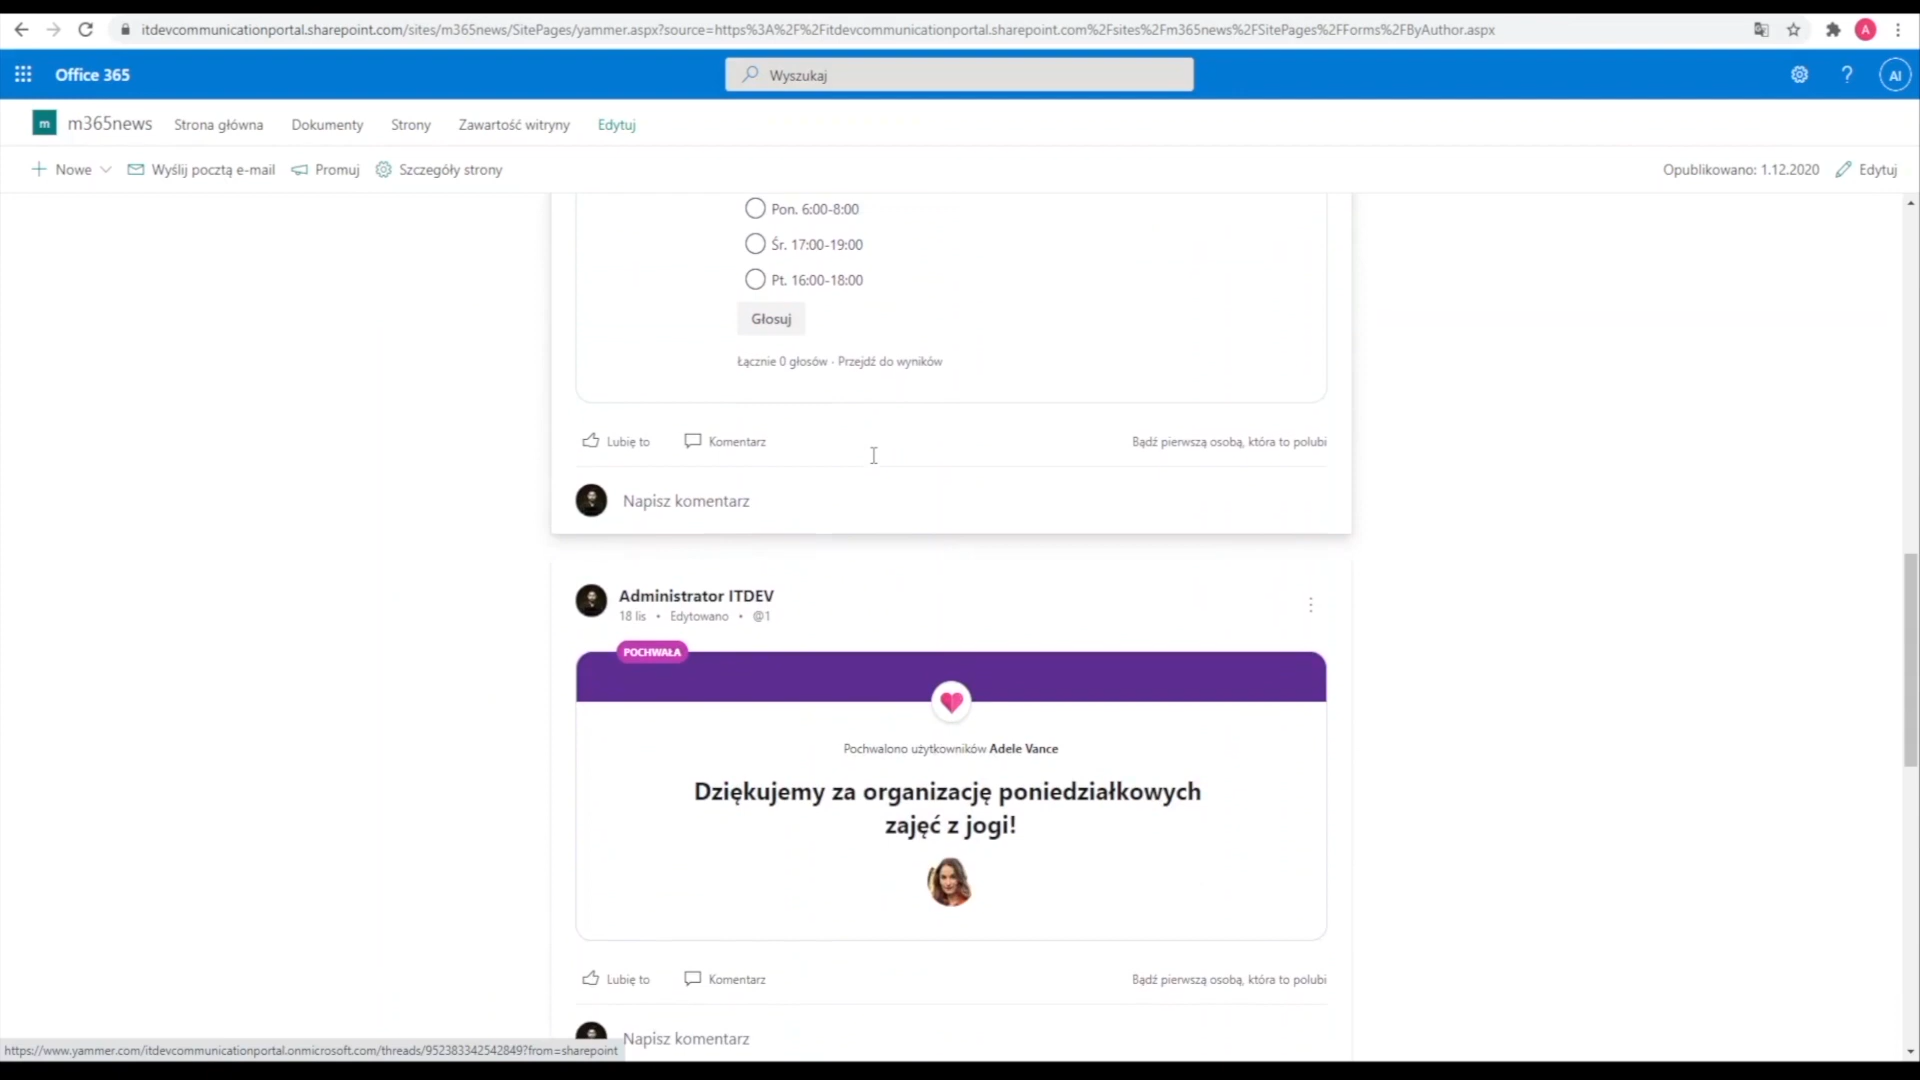 itdevcommunicationportal.sharepoint.com/sites/m365news/SitePages/yammer.aspx?source=https%3A%2F%2Fitdevcommunicationportal.sharepoint.com%2Fsites%2Fm365news%2FSitePages%2FForms%2FByAuthor.aspx
A
Office 365
Wyszukaj
?
AI
m
m365news
Strona główna
Dokumenty
Strony
Zawartość witryny
Edytuj
Nowe
Wyślij pocztą e-mail
Promuj
Szczegóły strony
Opublikowano: 1.12.2020
Edytuj
Pon. 6:00-8:00
Śr. 17:00-19:00
Pt. 16:00-18:00
Głosuj
Łącznie 0 głosów · Przejdź do wyników
Lubię to
Komentarz
Bądź pierwszą osobą, która to polubi
Napisz komentarz
Administrator ITDEV
18 lis • Edytowano • @1
POCHWAŁA
Pochwalono użytkowników Adele Vance
Dziękujemy za organizację poniedziałkowych
zajęć z jogi!
Lubię to
Komentarz
Bądź pierwszą osobą, która to polubi
Napisz komentarz
https://www.yammer.com/itdevcommunicationportal.onmicrosoft.com/threads/952383342542849?from=sharepoint